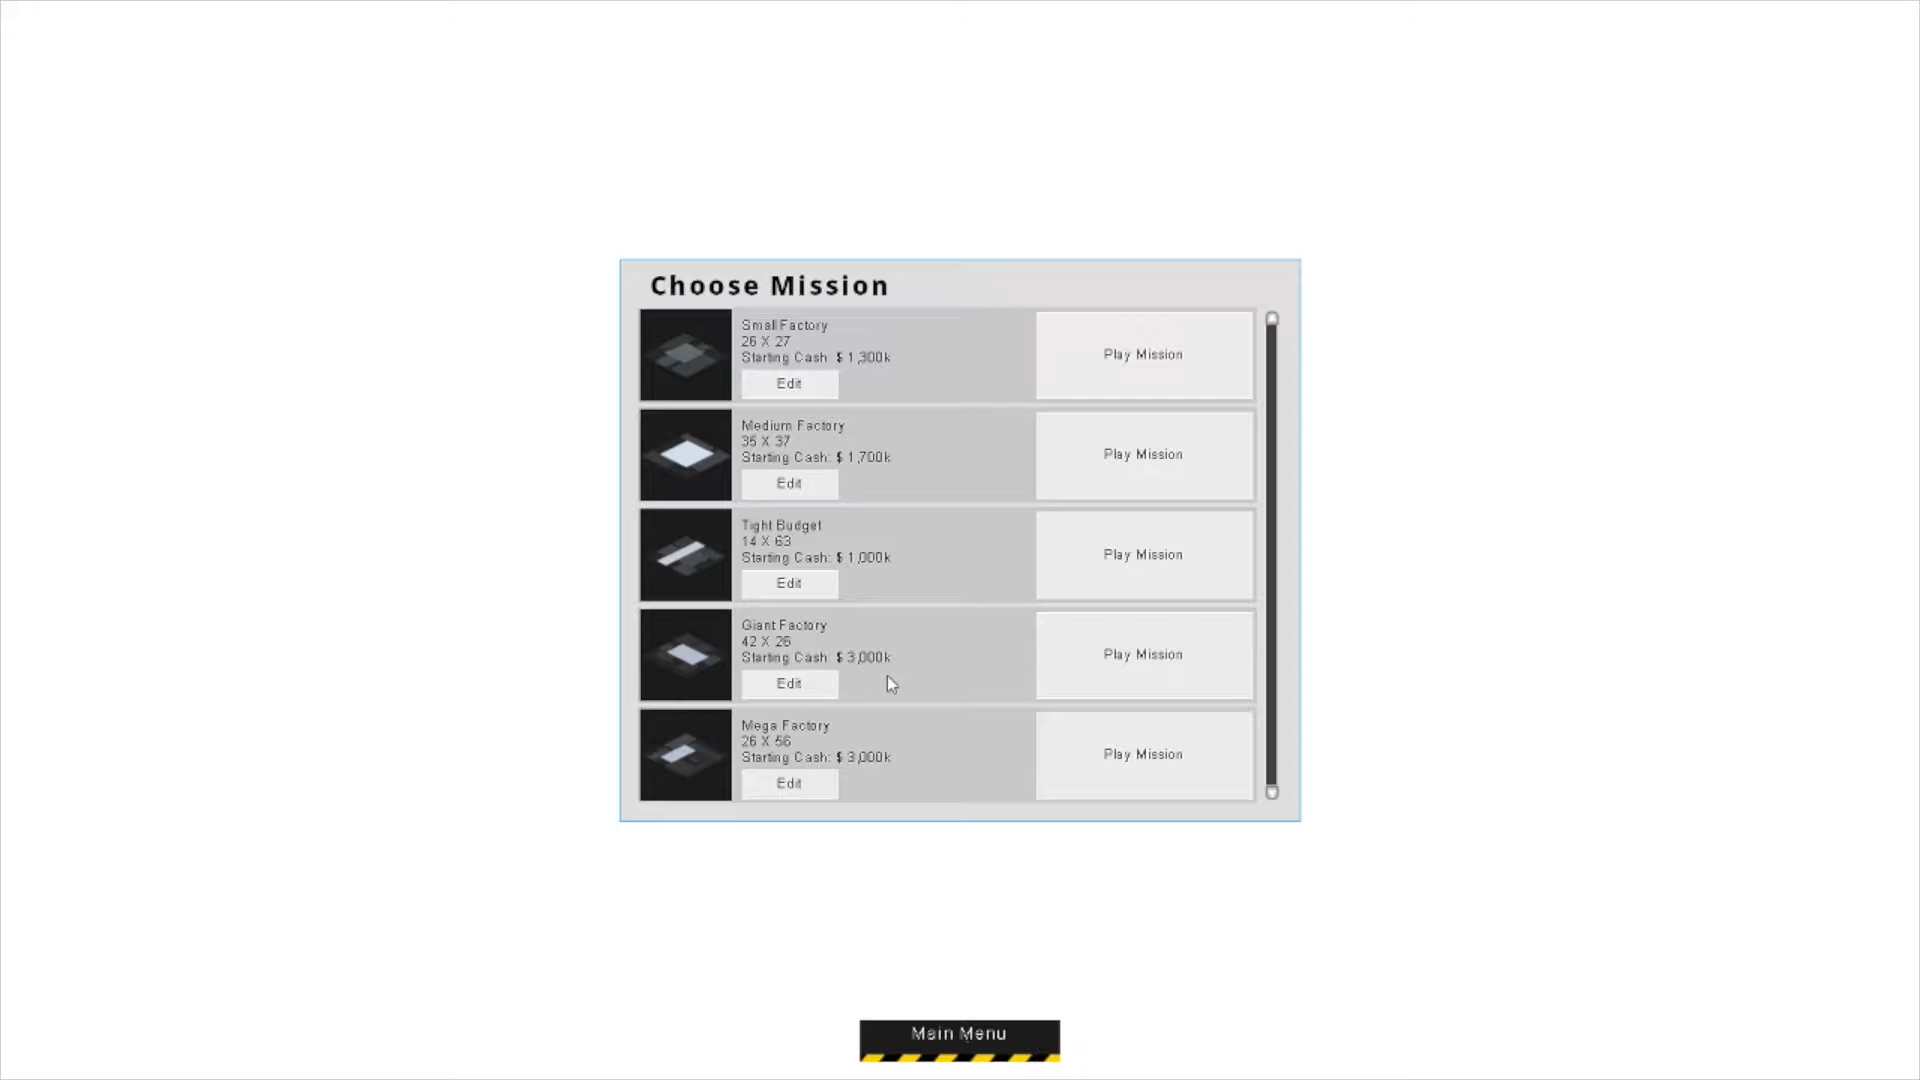 Choose Mission
Small Factory
26 X 27
Starting Cash: $ 1,300k
Edit
Play Mission
Medium Factory
35 X 37
Starting Cash: $ 1,700k
Edit
Play Mission
Tight Budget
14 X 63
Starting Cash: $ 1,000k
Edit
Play Mission
Giant Factory
42 X 26
Starting Cash: $ 3,000k
Edit
Play Mission
Mega Factory
26 X 56
Starting Cash: $ 3,000k
Edit
Play Mission
Main Menu